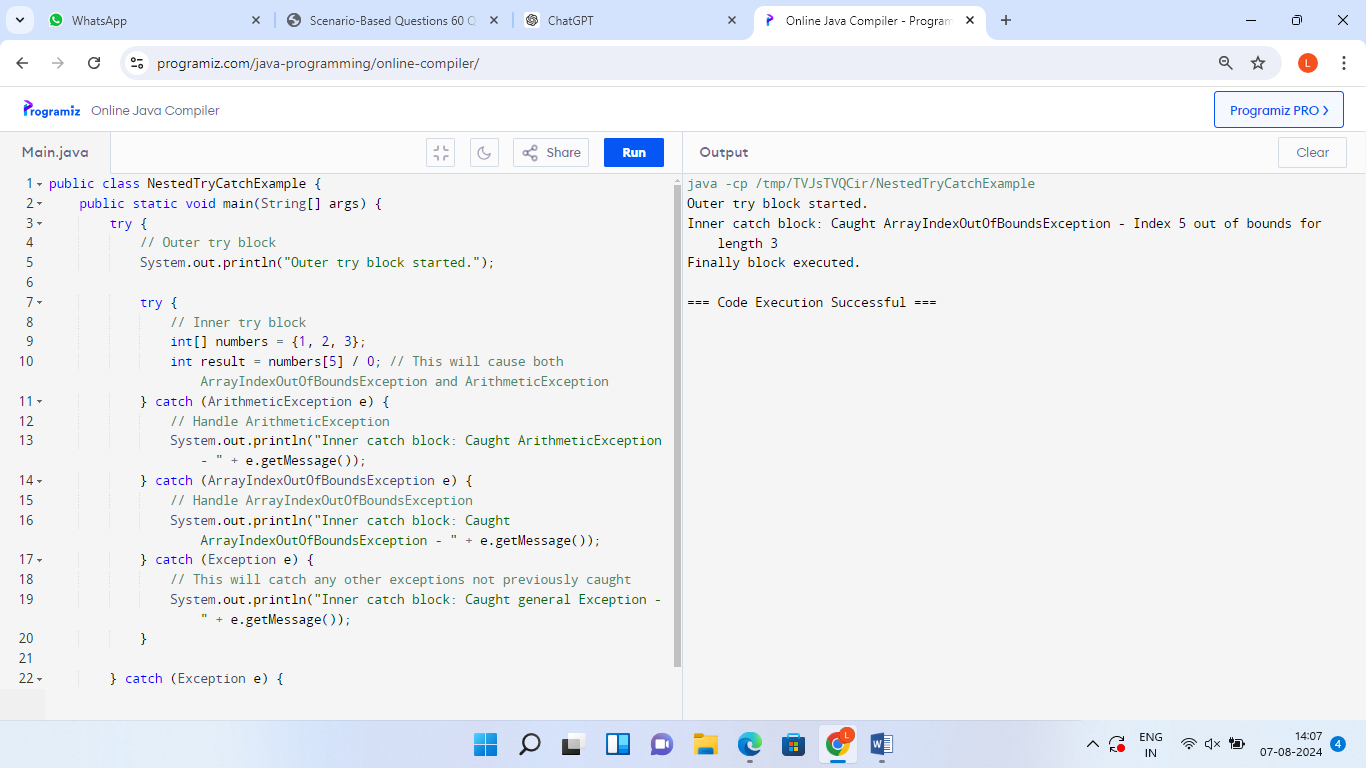 WhatsApp
Scenario-Based Questions 60 Q
ChatGPT
Online Java Compiler - Program
programiz.com/java-programming/online-compiler/
L
Programiz Online Java Compiler
Programiz PRO >
Main.java
Share
Run
Output
Clear
1 public class NestedTryCatchExample {
2 public static void main(String[] args) {
3 try {
4 // Outer try block
5 System.out.println("Outer try block started.");
6
7 try {
8 // Inner try block
9 int[] numbers = {1, 2, 3};
10 int result = numbers[5] / 0; // This will cause both
ArrayIndexOutOfBoundsException and ArithmeticException
11 } catch (ArithmeticException e) {
12 // Handle ArithmeticException
13 System.out.println("Inner catch block: Caught ArithmeticException
- " + e.getMessage());
14 } catch (ArrayIndexOutOfBoundsException e) {
15 // Handle ArrayIndexOutOfBoundsException
16 System.out.println("Inner catch block: Caught
ArrayIndexOutOfBoundsException - " + e.getMessage());
17 } catch (Exception e) {
18 // This will catch any other exceptions not previously caught
19 System.out.println("Inner catch block: Caught general Exception -
" + e.getMessage());
20 }
21
22 } catch (Exception e) {
java -cp /tmp/TVJsTVQCir/NestedTryCatchExample
Outer try block started.
Inner catch block: Caught ArrayIndexOutOfBoundsException - Index 5 out of bounds for
length 3
Finally block executed.
=== Code Execution Successful ===
L
ENG
IN
14:07
07-08-2024
4